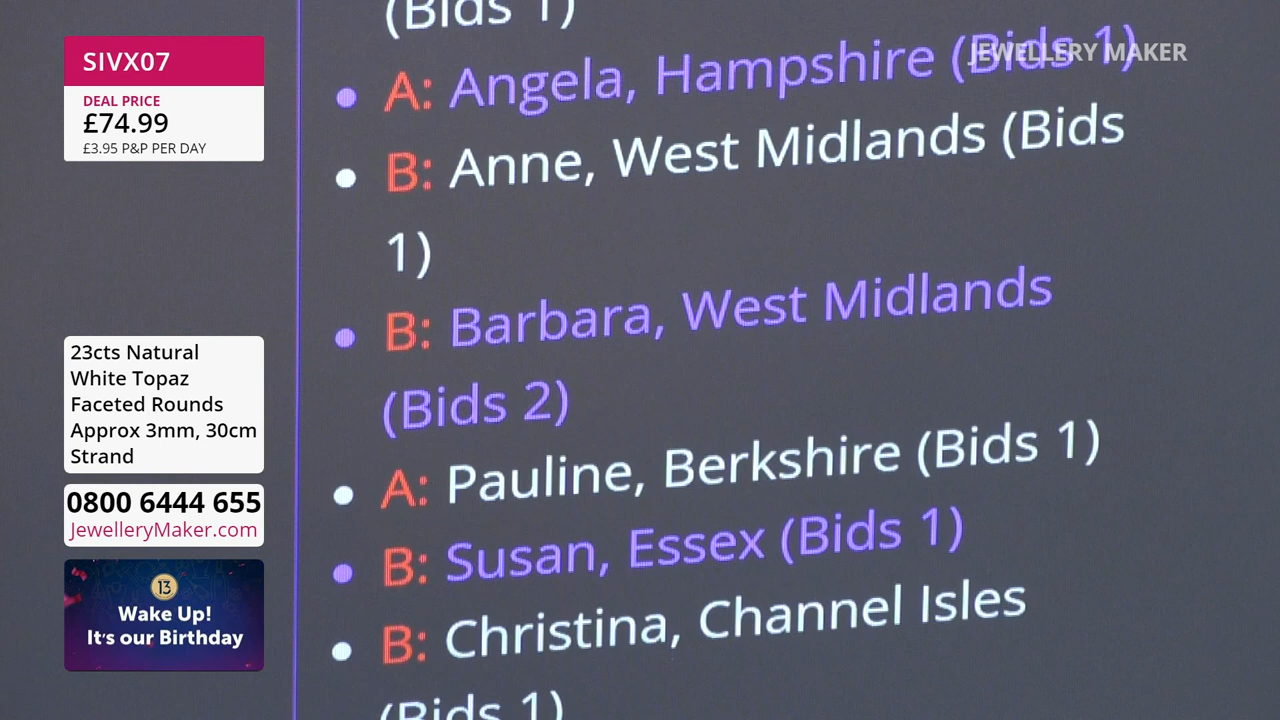 SIVX07
DEAL PRICE
£74.99
£3.95 P&P PER DAY
23cts Natural
White Topaz
Faceted Rounds
Approx 3mm, 30cm
Strand
0800 6444 655
JewelleryMaker.com
13
Wake Up!
It's our Birthday
JEWELLERY MAKER
(Bids 1)
A: Angela, Hampshire (Bids 1)
B: Anne, West Midlands (Bids
1)
B: Barbara, West Midlands
(Bids 2)
A: Pauline, Berkshire (Bids 1)
B: Susan, Essex (Bids 1)
B: Christina, Channel Isles
(Bids 1)